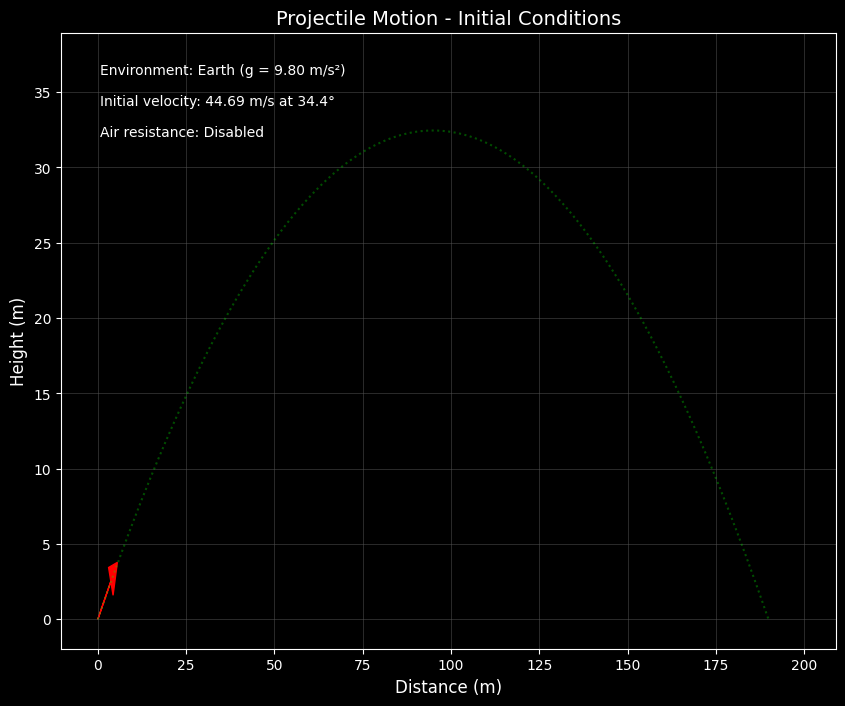 Projectile Motion - Initial Conditions
Environment: Earth (g = 9.80 m/s²)
Initial velocity: 44.69 m/s at 34.4°
Air resistance: Disabled
Height (m)
35
30
25
20
15
10
5
0
0 25 50 75 100 125 150 175 200
Distance (m)